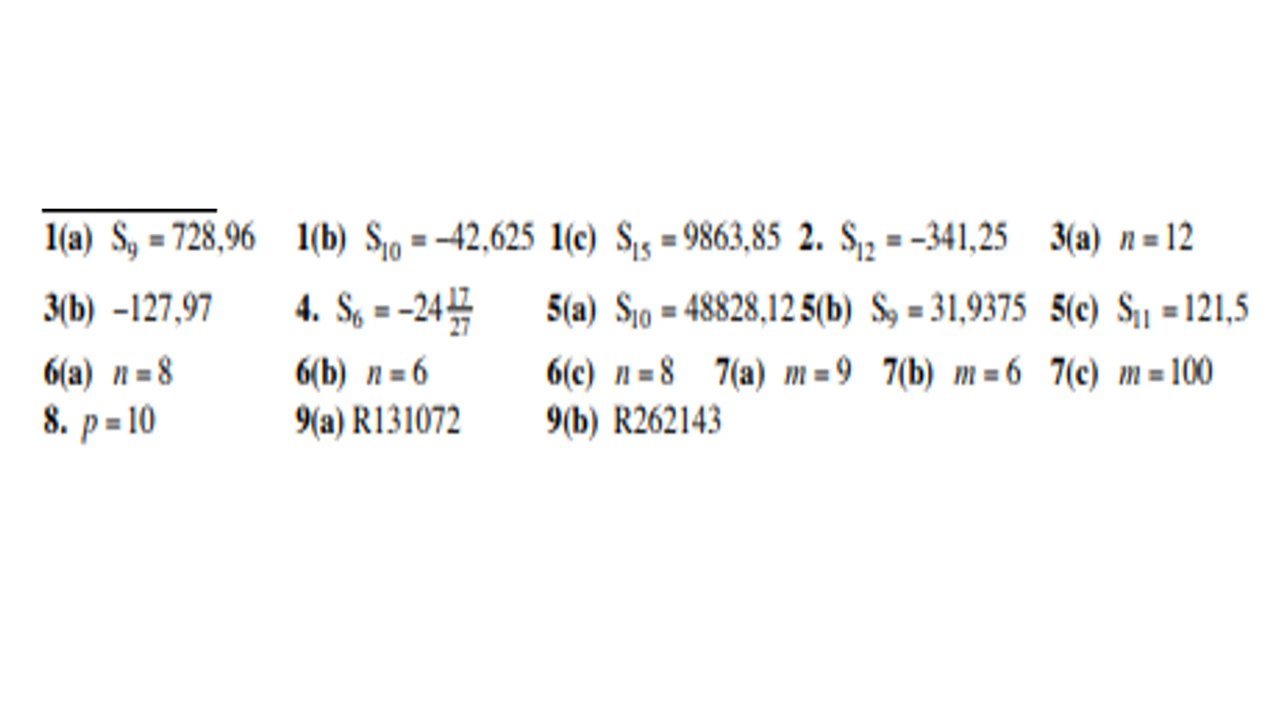 1(a) S₉ = 728,96 1(b) S₁₀ = –42,625 1(c) S₁₅ = 9863,85 2. S₁₂ = –341,25 3(a) n = 12
3(b) –127,97 4. S₆ = –24 17/27 5(a) S₁₀ = 48828,12 5(b) S₉ = 31,9375 5(c) S₁₁ = 121,5
6(a) n = 8 6(b) n = 6 6(c) n = 8 7(a) m = 9 7(b) m = 6 7(c) m = 100
8. p = 10 9(a) R131072 9(b) R262143